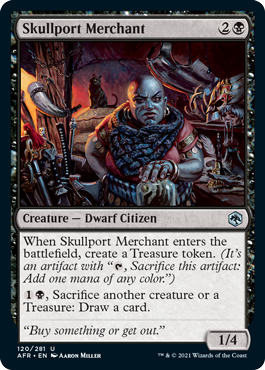 Skullport Merchant 2
Creature — Dwarf Citizen
When Skullport Merchant enters the
battlefield, create a Treasure token. (It's
an artifact with “, Sacrifice this artifact:
Add one mana of any color.”)
1, Sacrifice another creature or a
Treasure: Draw a card.
“Buy something or get out.”
1/4
120/281 U
AFR • EN AARON MILLER
™ & © 2021 Wizards of the Coast